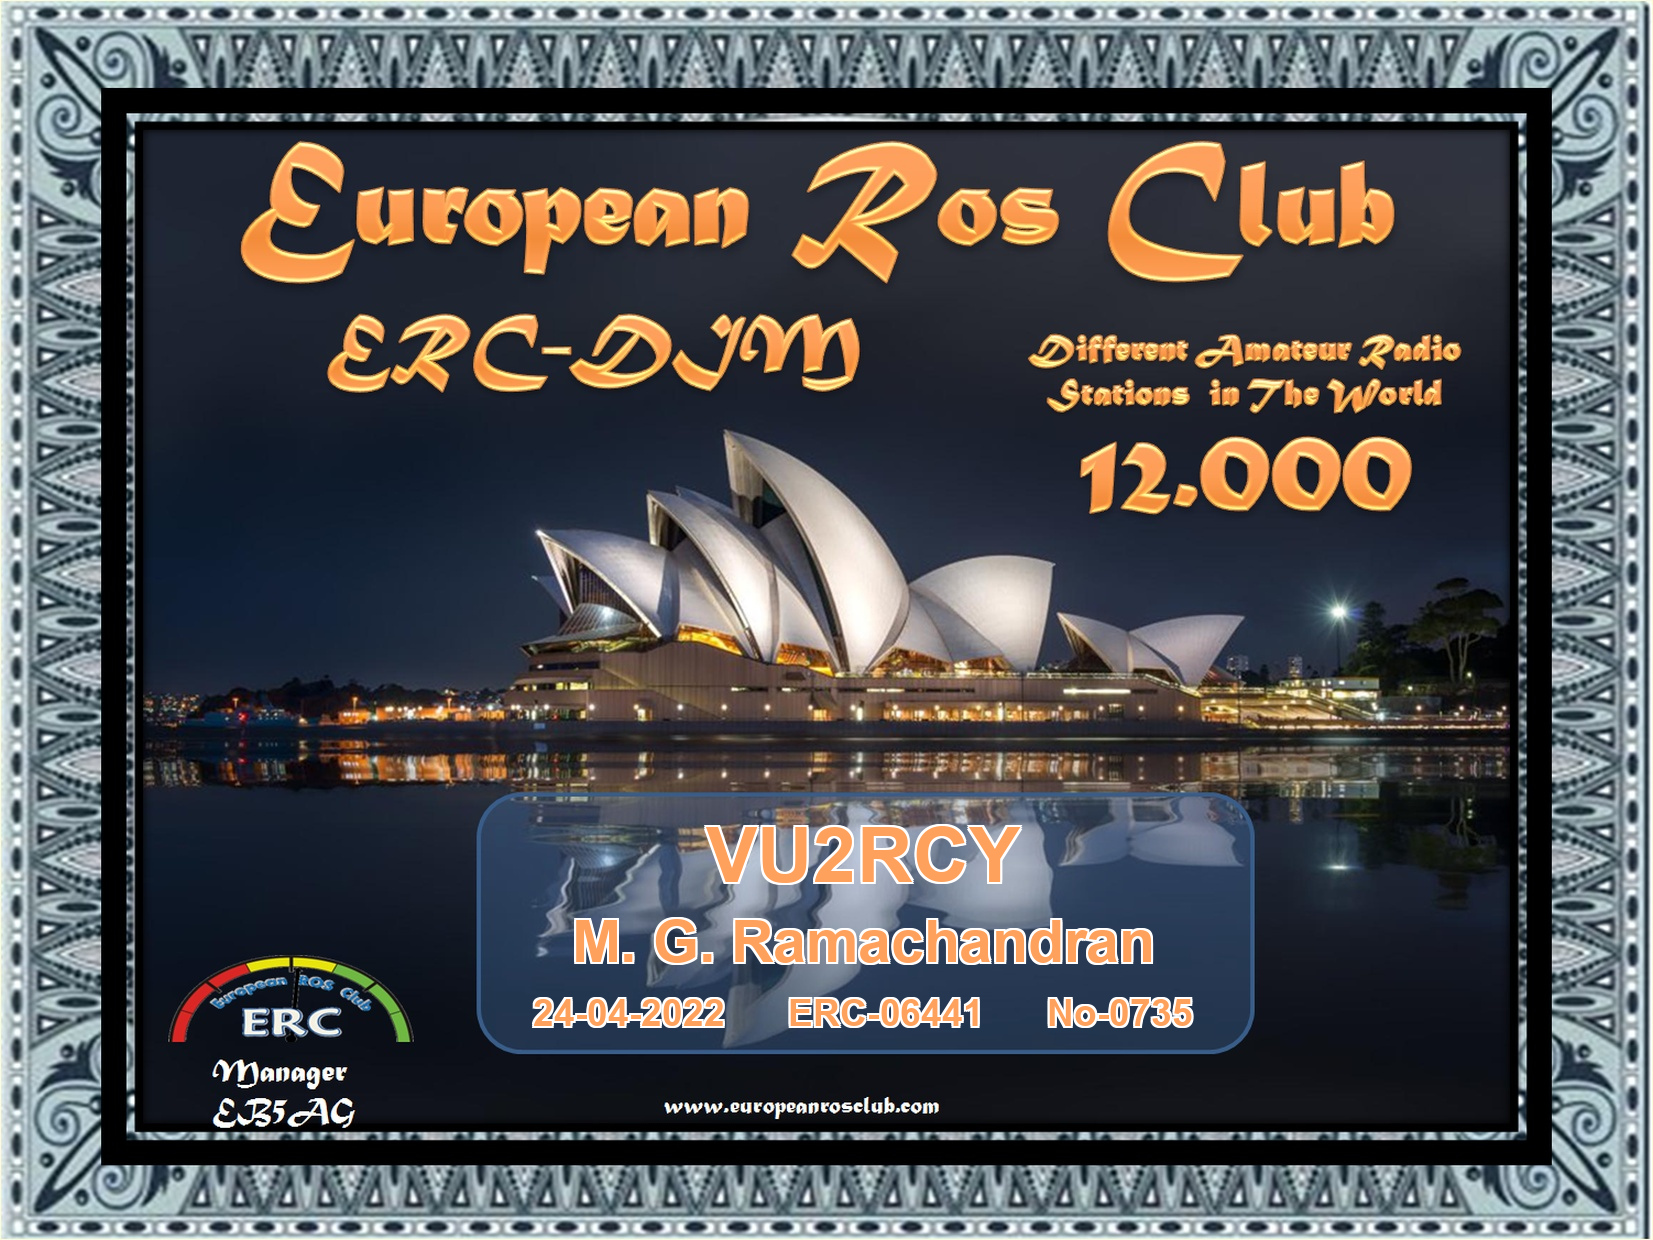 European Ros Club
ERC-DIM
Different Amateur Radio
Stations in The World
12.000
VU2RCY
M. G. Ramachandran
24-04-2022 ERC-06441 No-0735
European ROS Club
ERC
Manager
EB5AG
www.europeanrosclub.com